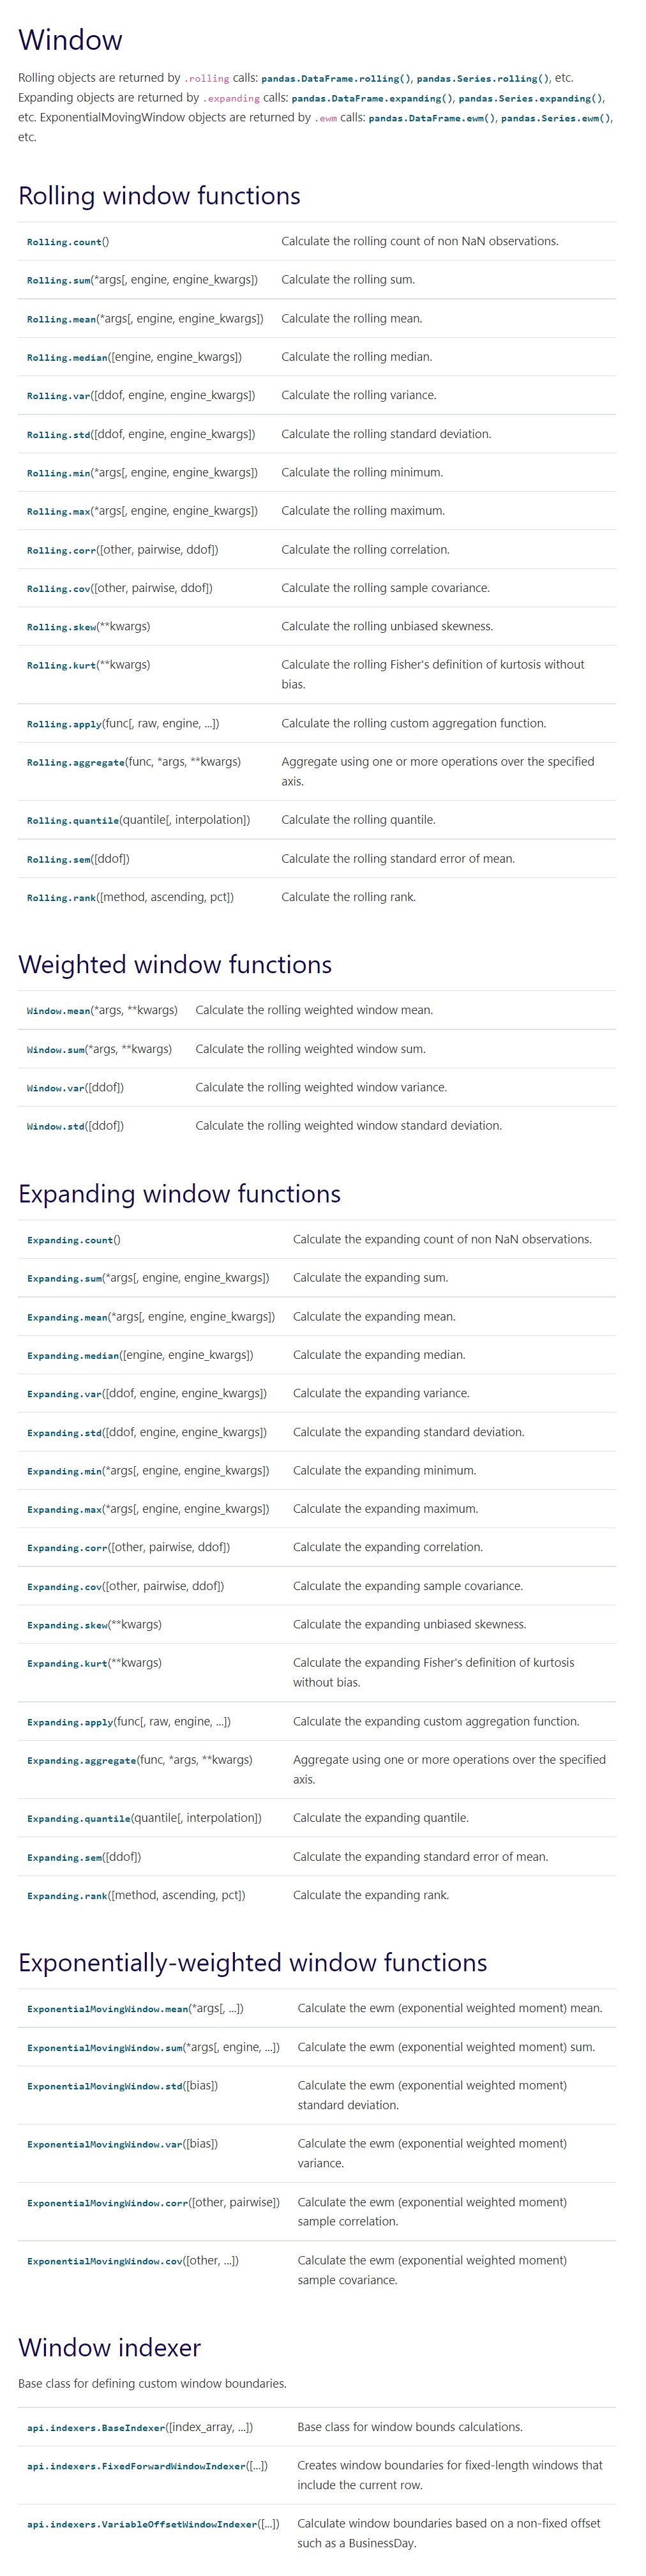 Window
Rolling objects are returned by .rolling calls: pandas.DataFrame.rolling(), pandas.Series.rolling(), etc.
Expanding objects are returned by .expanding calls: pandas.DataFrame.expanding(), pandas.Series.expanding(),
etc. ExponentialMovingWindow objects are returned by .ewm calls: pandas.DataFrame.ewm(), pandas.Series.ewm(),
etc.
Rolling window functions
Rolling.count() Calculate the rolling count of non NaN observations.
Rolling.sum(*args[, engine, engine_kwargs]) Calculate the rolling sum.
Rolling.mean(*args[, engine, engine_kwargs]) Calculate the rolling mean.
Rolling.median([engine, engine_kwargs]) Calculate the rolling median.
Rolling.var([ddof, engine, engine_kwargs]) Calculate the rolling variance.
Rolling.std([ddof, engine, engine_kwargs]) Calculate the rolling standard deviation.
Rolling.min(*args[, engine, engine_kwargs]) Calculate the rolling minimum.
Rolling.max(*args[, engine, engine_kwargs]) Calculate the rolling maximum.
Rolling.corr([other, pairwise, ddof]) Calculate the rolling correlation.
Rolling.cov([other, pairwise, ddof]) Calculate the rolling sample covariance.
Rolling.skew(**kwargs) Calculate the rolling unbiased skewness.
Rolling.kurt(**kwargs) Calculate the rolling Fisher's definition of kurtosis without
bias.
Rolling.apply(func[, raw, engine, ...]) Calculate the rolling custom aggregation function.
Rolling.aggregate(func, *args, **kwargs) Aggregate using one or more operations over the specified
axis.
Rolling.quantile(quantile[, interpolation]) Calculate the rolling quantile.
Rolling.sem([ddof]) Calculate the rolling standard error of mean.
Rolling.rank([method, ascending, pct]) Calculate the rolling rank.
Weighted window functions
Window.mean(*args, **kwargs) Calculate the rolling weighted window mean.
Window.sum(*args, **kwargs) Calculate the rolling weighted window sum.
Window.var([ddof]) Calculate the rolling weighted window variance.
Window.std([ddof]) Calculate the rolling weighted window standard deviation.
Expanding window functions
Expanding.count() Calculate the expanding count of non NaN observations.
Expanding.sum(*args[, engine, engine_kwargs]) Calculate the expanding sum.
Expanding.mean(*args[, engine, engine_kwargs]) Calculate the expanding mean.
Expanding.median([engine, engine_kwargs]) Calculate the expanding median.
Expanding.var([ddof, engine, engine_kwargs]) Calculate the expanding variance.
Expanding.std([ddof, engine, engine_kwargs]) Calculate the expanding standard deviation.
Expanding.min(*args[, engine, engine_kwargs]) Calculate the expanding minimum.
Expanding.max(*args[, engine, engine_kwargs]) Calculate the expanding maximum.
Expanding.corr([other, pairwise, ddof]) Calculate the expanding correlation.
Expanding.cov([other, pairwise, ddof]) Calculate the expanding sample covariance.
Expanding.skew(**kwargs) Calculate the expanding unbiased skewness.
Expanding.kurt(**kwargs) Calculate the expanding Fisher's definition of kurtosis
without bias.
Expanding.apply(func[, raw, engine, ...]) Calculate the expanding custom aggregation function.
Expanding.aggregate(func, *args, **kwargs) Aggregate using one or more operations over the specified
axis.
Expanding.quantile(quantile[, interpolation]) Calculate the expanding quantile.
Expanding.sem([ddof]) Calculate the expanding standard error of mean.
Expanding.rank([method, ascending, pct]) Calculate the expanding rank.
Exponentially-weighted window functions
ExponentialMovingWindow.mean(*args[, ...]) Calculate the ewm (exponential weighted moment) mean.
ExponentialMovingWindow.sum(*args[, engine, ...]) Calculate the ewm (exponential weighted moment) sum.
ExponentialMovingWindow.std([bias]) Calculate the ewm (exponential weighted moment)
standard deviation.
ExponentialMovingWindow.var([bias]) Calculate the ewm (exponential weighted moment)
variance.
ExponentialMovingWindow.corr([other, pairwise]) Calculate the ewm (exponential weighted moment)
sample correlation.
ExponentialMovingWindow.cov([other, ...]) Calculate the ewm (exponential weighted moment)
sample covariance.
Window indexer
Base class for defining custom window boundaries.
api.indexers.BaseIndexer([index_array, ...]) Base class for window bounds calculations.
api.indexers.FixedForwardWindowIndexer([...]) Creates window boundaries for fixed-length windows that
include the current row.
api.indexers.VariableOffsetWindowIndexer([...]) Calculate window boundaries based on a non-fixed offset
such as a BusinessDay.